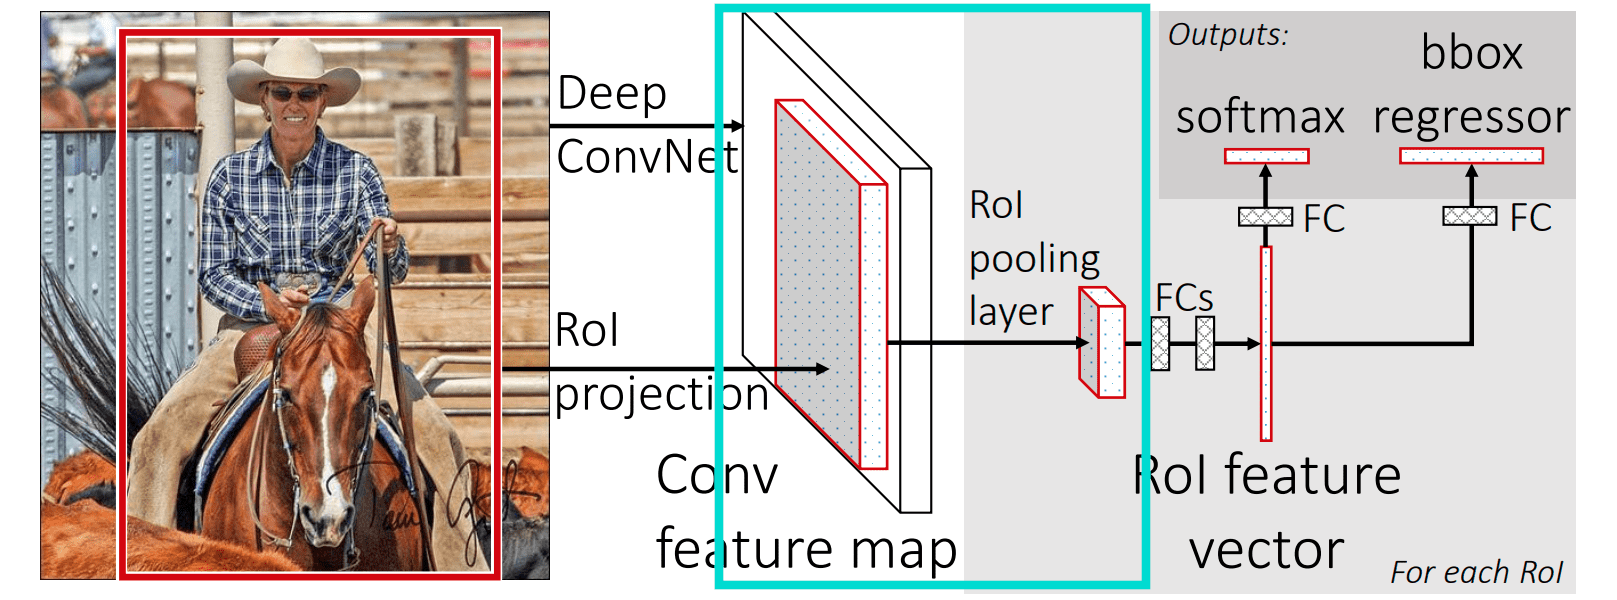 Deep
ConvNet
RoI
projection
Conv
feature map
RoI
pooling
layer
FCs
RoI feature
vector
For each RoI
Outputs:
softmax
bbox
regressor
FC
FC